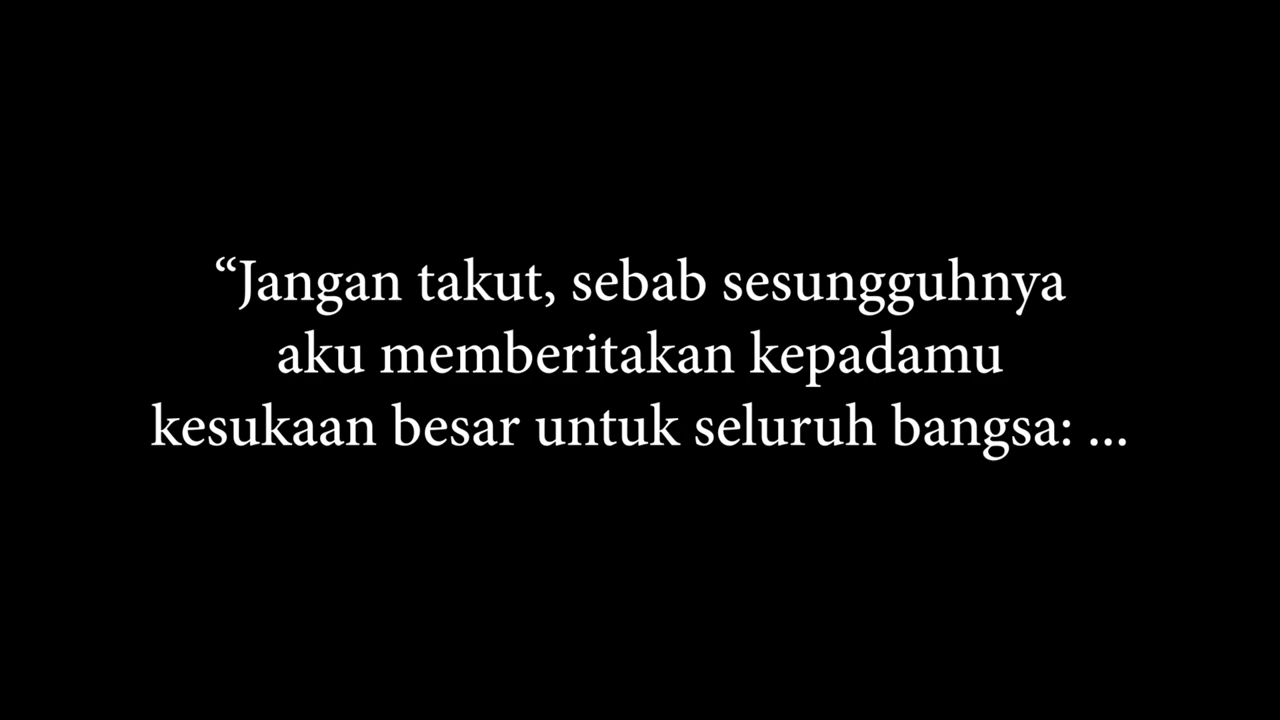 “Jangan takut, sebab sesungguhnya
aku memberitakan kepadamu
kesukaan besar untuk seluruh bangsa: ...